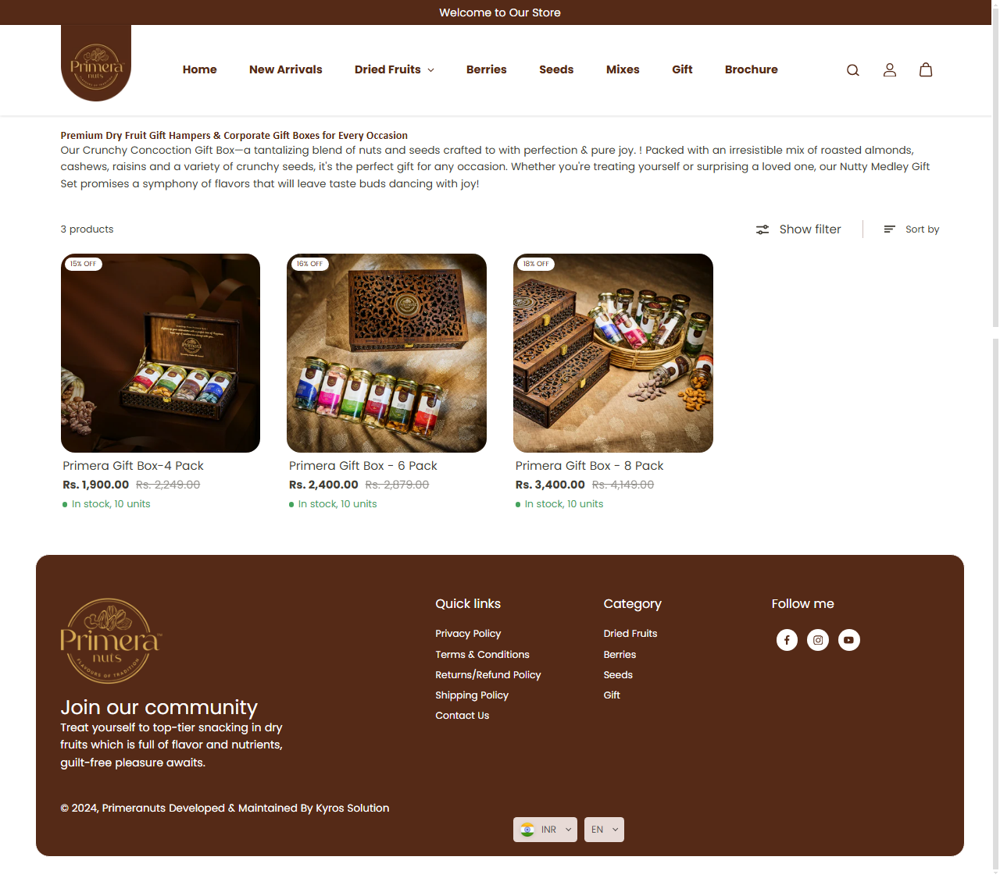 Welcome to Our Store
Primera
nuts
FLAVOURS OF TRADITION
Home New Arrivals Dried Fruits Berries Seeds Mixes Gift Brochure
Premium Dry Fruit Gift Hampers & Corporate Gift Boxes for Every Occasion
Our Crunchy Concoction Gift Box—a tantalizing blend of nuts and seeds crafted to with perfection & pure joy. ! Packed with an irresistible mix of roasted almonds,
cashews, raisins and a variety of crunchy seeds, it's the perfect gift for any occasion. Whether you're treating yourself or surprising a loved one, our Nutty Medley Gift
Set promises a symphony of flavors that will leave taste buds dancing with joy!
3 products
Show filter
Sort by
15% OFF
16% OFF
18% OFF
Primera
Primera
Primera Gift Box-4 Pack
Rs. 1,900.00 Rs. 2,249.00
In stock, 10 units
Primera Gift Box - 6 Pack
Rs. 2,400.00 Rs. 2,879.00
In stock, 10 units
Primera Gift Box - 8 Pack
Rs. 3,400.00 Rs. 4,149.00
In stock, 10 units
Primera™
nuts
FLAVOURS OF TRADITION
Join our community
Treat yourself to top-tier snacking in dry
fruits which is full of flavor and nutrients,
guilt-free pleasure awaits.
Quick links
Privacy Policy
Terms & Conditions
Returns/Refund Policy
Shipping Policy
Contact Us
Category
Dried Fruits
Berries
Seeds
Gift
Follow me
© 2024, Primeranuts Developed & Maintained By Kyros Solution
INR
EN